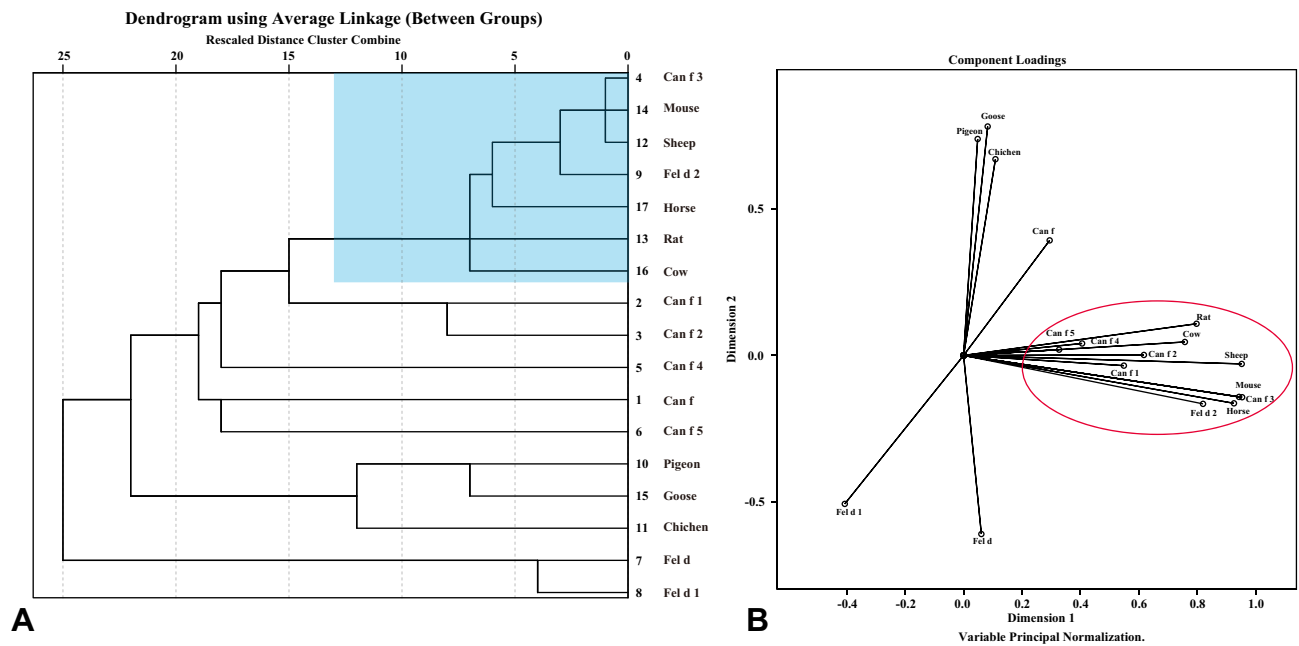 Dendrogram using Average Linkage (Between Groups)
Rescaled Distance Cluster Combine
25 20 15 10 5 0
4 Can f 3
14 Mouse
12 Sheep
9 Fel d 2
17 Horse
13 Rat
16 Cow
2 Can f 1
3 Can f 2
5 Can f 4
1 Can f
6 Can f 5
10 Pigeon
15 Goose
11 Chichen
7 Fel d
8 Fel d 1
A
Component Loadings
Dimension 2
0.5
0.0
-0.5
Goose
Pigeon
Chichen
Can f
Rat
Can f 5
Cow
Can f 4
Can f 2
Sheep
Can f 1
Mouse
Can f 3
Fel d 2
Horse
Fel d 1
Fel d
-0.4 -0.2 0.0 0.2 0.4 0.6 0.8 1.0
Dimension 1
Variable Principal Normalization.
B